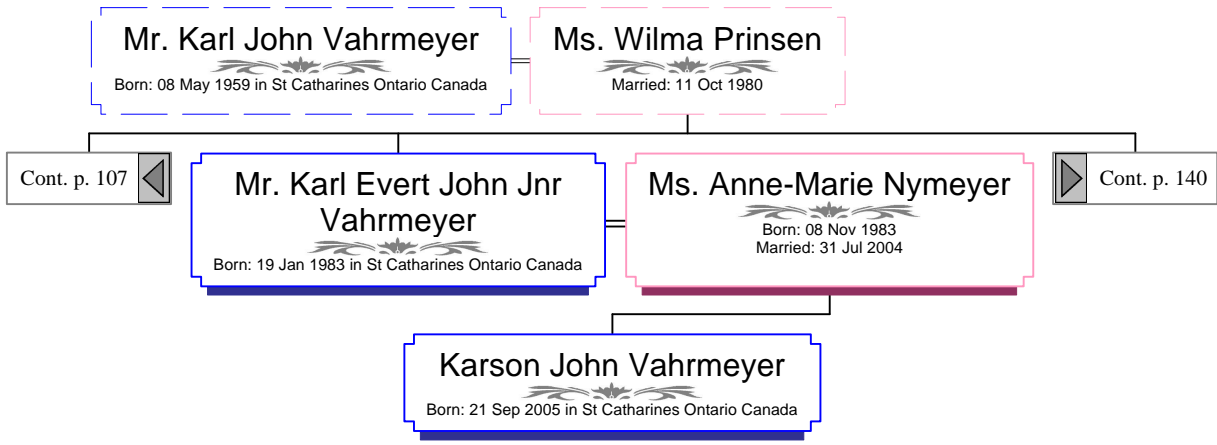 Mr. Karl John Vahrmeyer
Born: 08 May 1959 in St Catharines Ontario Canada
Ms. Wilma Prinsen
Married: 11 Oct 1980
Cont. p. 107
Mr. Karl Evert John Jnr
Vahrmeyer
Born: 19 Jan 1983 in St Catharines Ontario Canada
Ms. Anne-Marie Nymeyer
Born: 08 Nov 1983
Married: 31 Jul 2004
Cont. p. 140
Karson John Vahrmeyer
Born: 21 Sep 2005 in St Catharines Ontario Canada